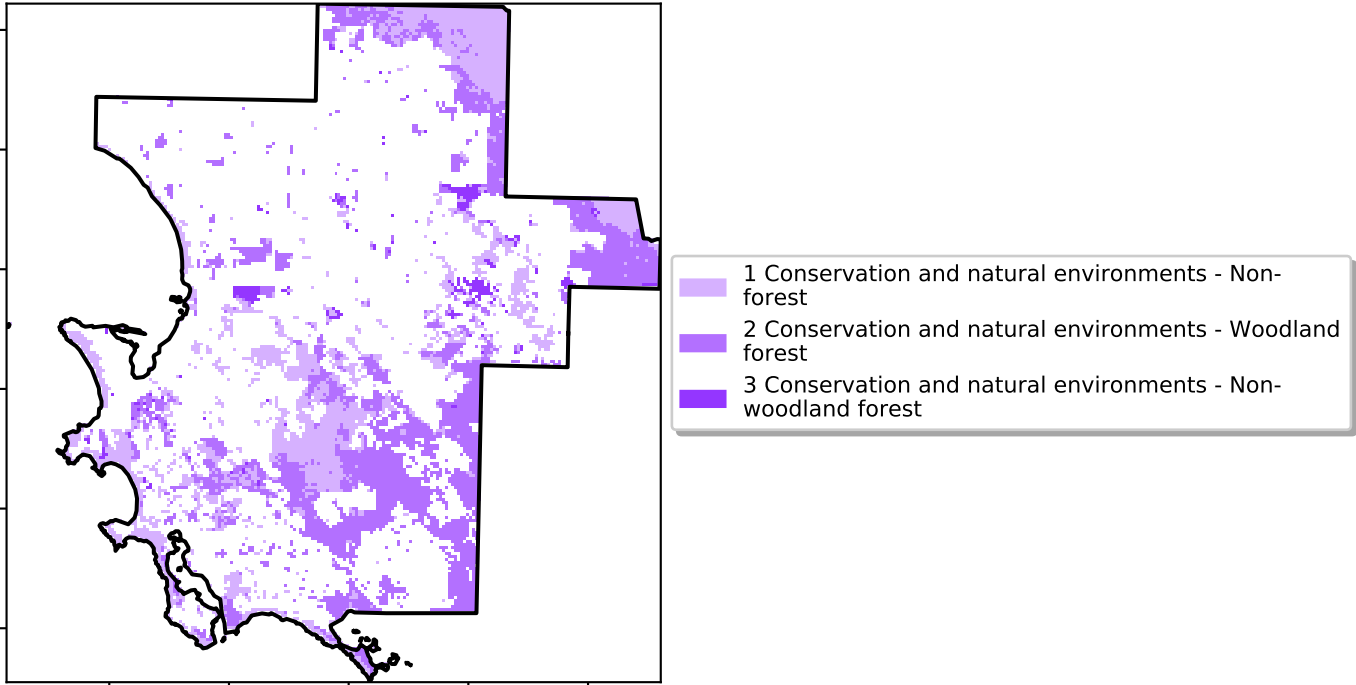 1 Conservation and natural environments - Non-
forest
2 Conservation and natural environments - Woodland
forest
3 Conservation and natural environments - Non-
woodland forest